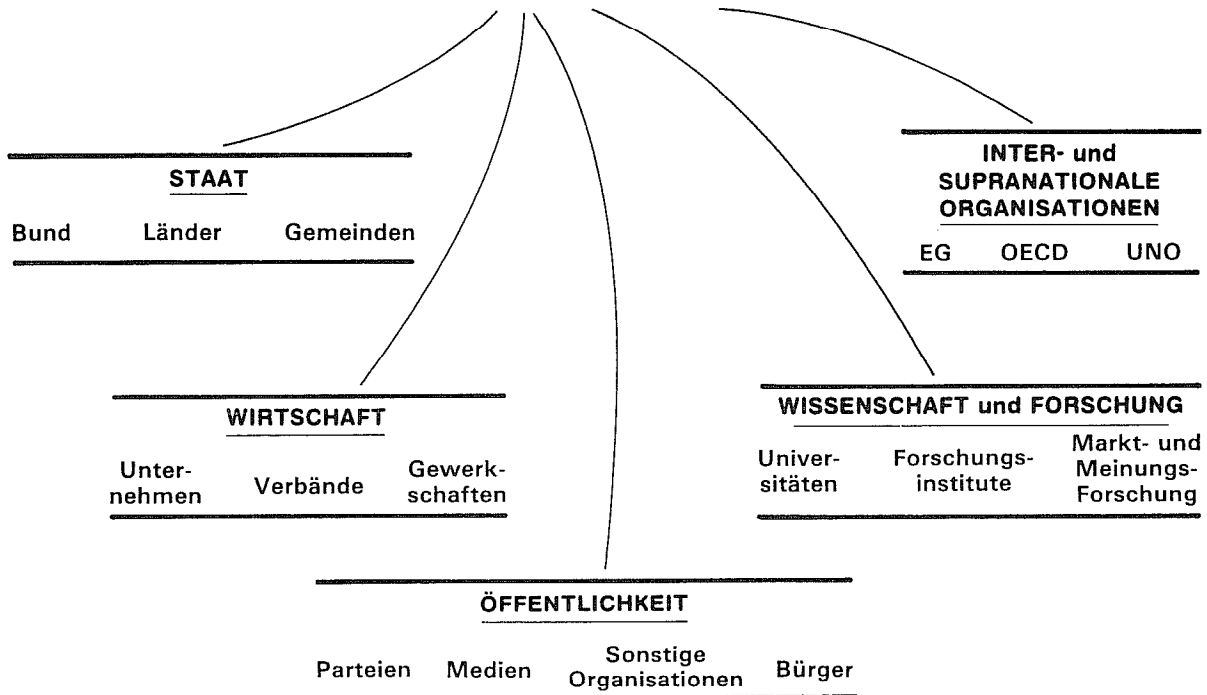 STAAT
Bund Länder Gemeinden
INTER- und
SUPRANATIONALE
ORGANISATIONEN
EG OECD UNO
WIRTSCHAFT
Unter-
nehmen
Verbände
Gewerk-
schaften
WISSENSCHAFT und FORSCHUNG
Univer-
sitäten
Forschungs-
institute
Markt- und
Meinungs-
Forschung
ÖFFENTLICHKEIT
Parteien Medien
Sonstige
Organisationen
Bürger